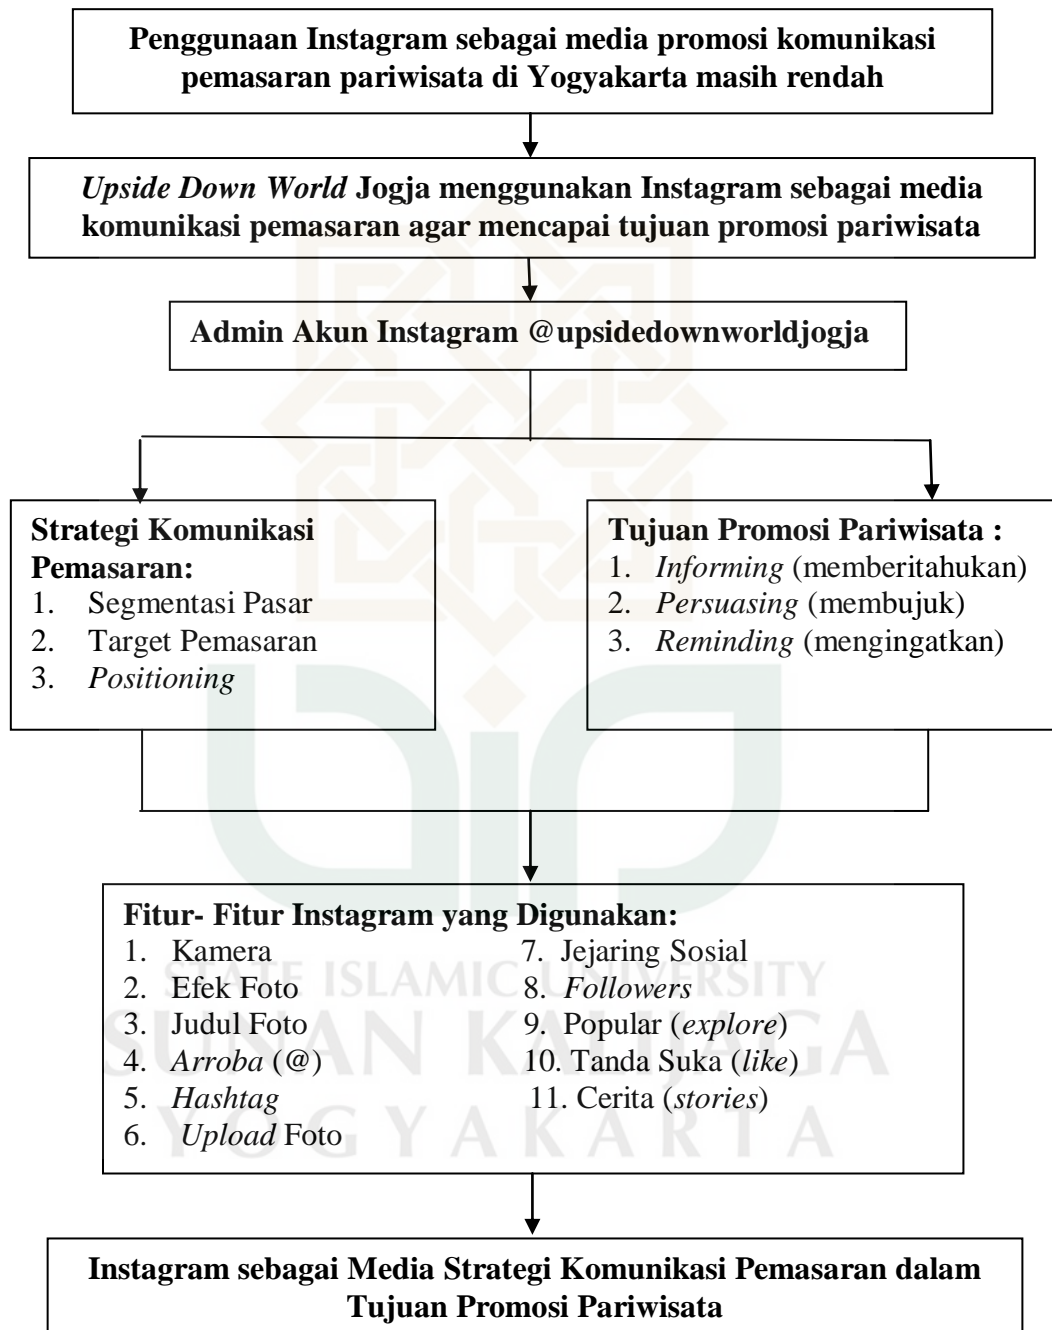 Penggunaan Instagram sebagai media promosi komunikasi
pemasaran pariwisata di Yogyakarta masih rendah
Upside Down World Jogja menggunakan Instagram sebagai media
komunikasi pemasaran agar mencapai tujuan promosi pariwisata
Admin Akun Instagram @upsidedownworldjogja
Strategi Komunikasi
Pemasaran:
1. Segmentasi Pasar
2. Target Pemasaran
3. Positioning
Tujuan Promosi Pariwisata :
1. Informing (memberitahukan)
2. Persuasing (membujuk)
3. Reminding (mengingatkan)
Fitur- Fitur Instagram yang Digunakan:
1. Kamera
2. Efek Foto
3. Judul Foto
4. Arroba (@)
5. Hashtag
6. Upload Foto
7. Jejaring Sosial
8. Followers
9. Popular (explore)
10. Tanda Suka (like)
11. Cerita (stories)
STATE ISLAMIC UNIVERSITY
SUNAN KALIJAGA
YOGYAKARTA
Instagram sebagai Media Strategi Komunikasi Pemasaran dalam
Tujuan Promosi Pariwisata